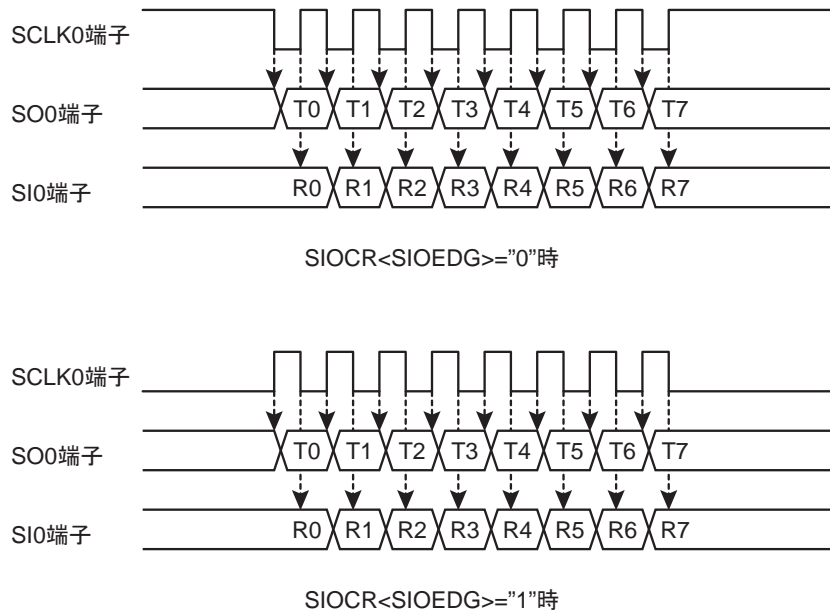 SCLK0端子
SO0端子 T0 T1 T2 T3 T4 T5 T6 T7
SI0端子 R0 R1 R2 R3 R4 R5 R6 R7
SIOCR<SIOEDG>="0"時
SCLK0端子
SO0端子 T0 T1 T2 T3 T4 T5 T6 T7
SI0端子 R0 R1 R2 R3 R4 R5 R6 R7
SIOCR<SIOEDG>="1"時